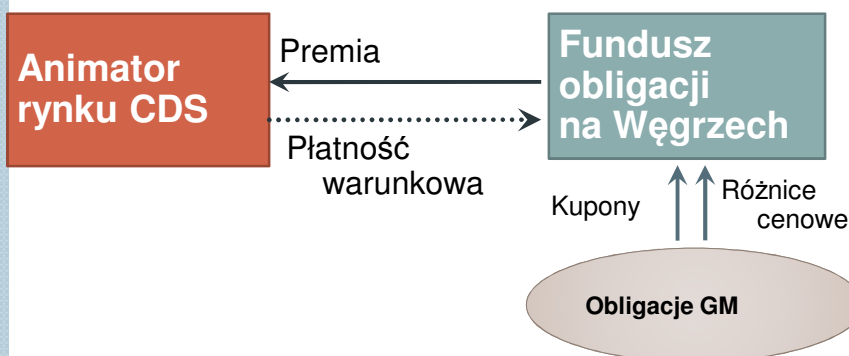 Animator
rynku CDS
Premia
Płatność
warunkowa
Fundusz
obligacji
na Węgrzech
Kupony
Różnice
cenowe
Obligacje GM